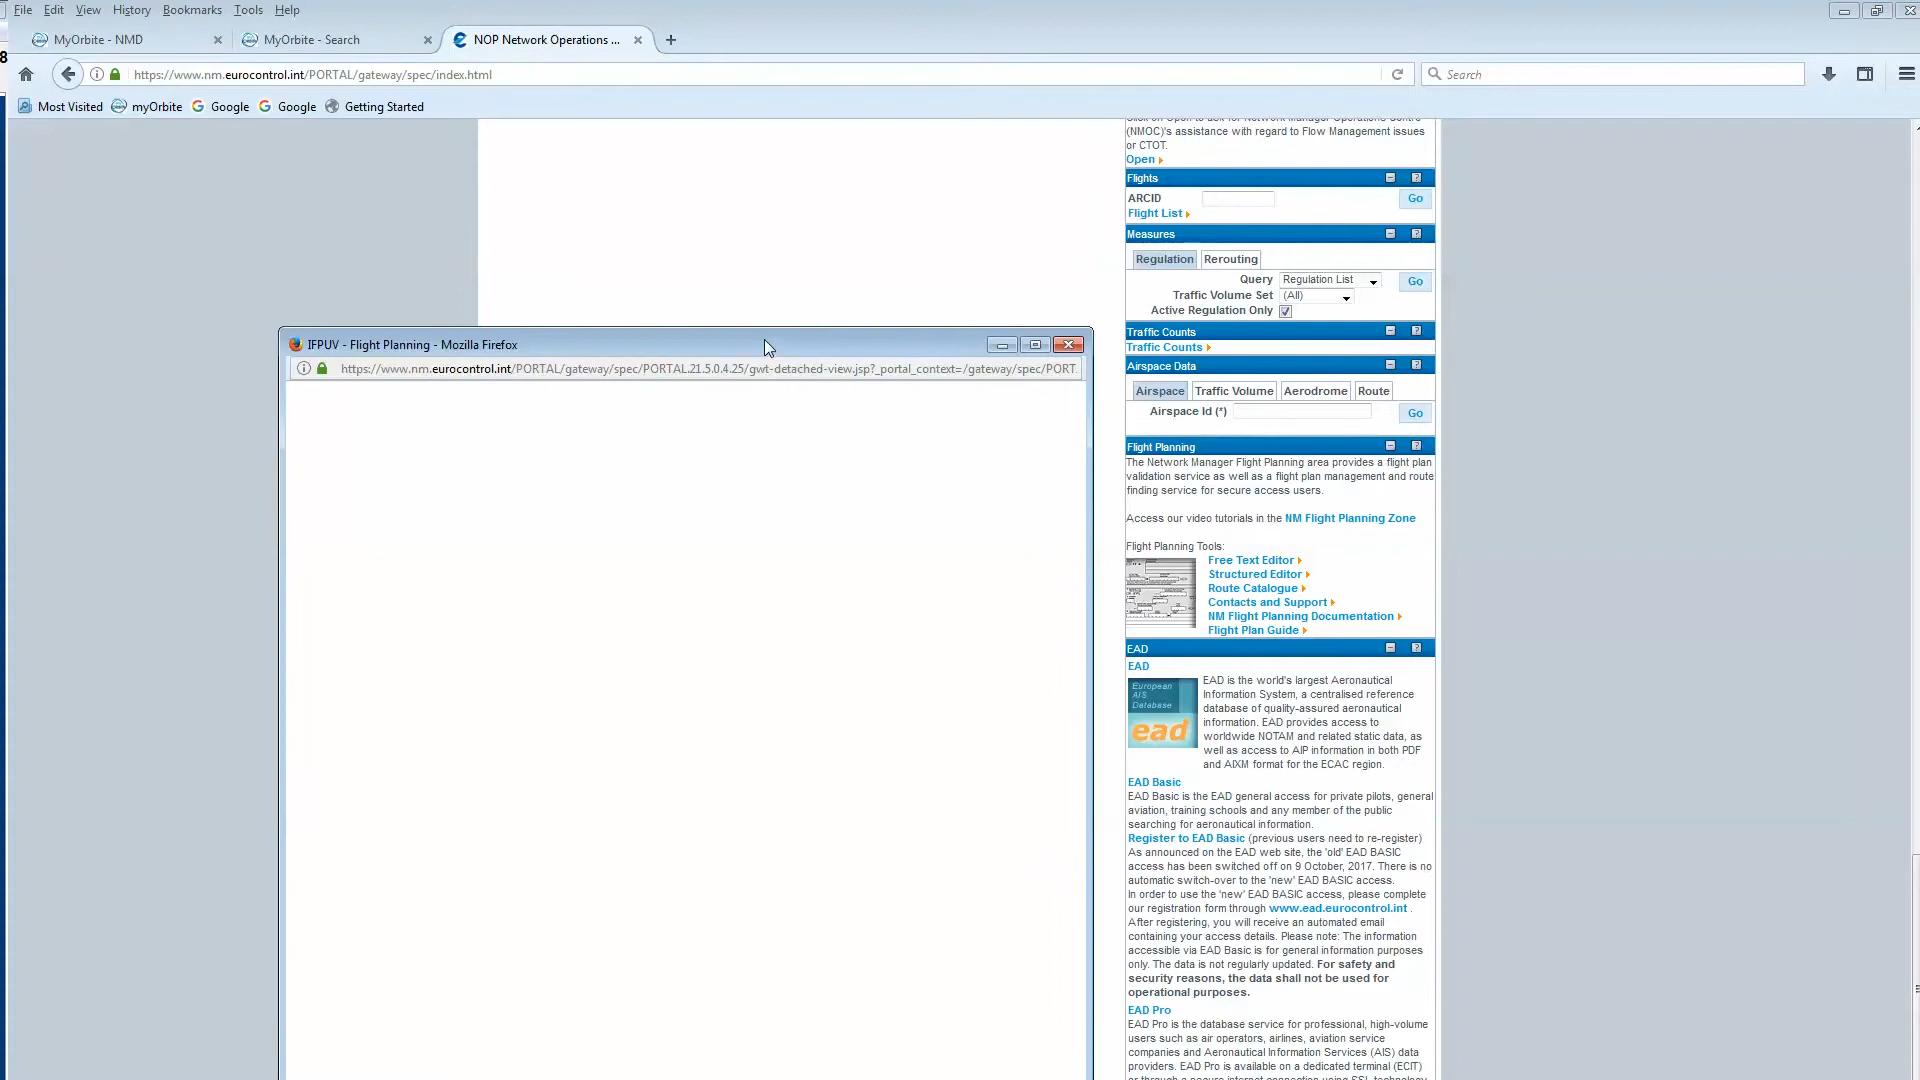 File Edit View History Bookmarks Tools Help
MyOrbite - NMD
MyOrbite - Search
NOP Network Operations ...
https://www.nm.eurocontrol.int/PORTAL/gateway/spec/index.html
Search
Most Visited myOrbite Google Google Getting Started
8
(NMOC)'s assistance with regard to Flow Management issues
or CTOT.
Open
Flights
ARCID Go
Flight List
Measures
Regulation Rerouting
Query Regulation List Go
Traffic Volume Set (All)
Active Regulation Only
Traffic Counts
Traffic Counts
Airspace Data
Airspace Traffic Volume Aerodrome Route
Airspace Id (*) Go
Flight Planning
The Network Manager Flight Planning area provides a flight plan
validation service as well as a flight plan management and route
finding service for secure access users.
Access our video tutorials in the NM Flight Planning Zone
Flight Planning Tools:
Free Text Editor
Structured Editor
Route Catalogue
Contacts and Support
NM Flight Planning Documentation
Flight Plan Guide
EAD
EAD
European
AIS
Database
ead
EAD is the world's largest Aeronautical
Information System, a centralised reference
database of quality-assured aeronautical
information. EAD provides access to
worldwide NOTAM and related static data, as
well as access to AIP information in both PDF
and AIXM format for the ECAC region.
EAD Basic
EAD Basic is the EAD general access for private pilots, general
aviation, training schools and any member of the public
searching for aeronautical information.
Register to EAD Basic (previous users need to re-register)
As announced on the EAD web site, the 'old' EAD BASIC
access has been switched off on 9 October, 2017. There is no
automatic switch-over to the 'new' EAD BASIC access.
In order to use the 'new' EAD BASIC access, please complete
our registration form through www.ead.eurocontrol.int .
After registering, you will receive an automated email
containing your access details. Please note: The information
accessible via EAD Basic is for general information purposes
only. The data is not regularly updated. For safety and
security reasons, the data shall not be used for
operational purposes.
EAD Pro
EAD Pro is the database service for professional, high-volume
users such as air operators, airlines, aviation service
companies and Aeronautical Information Services (AIS) data
providers. EAD Pro is available on a dedicated terminal (ECIT)
IFPUV - Flight Planning - Mozilla Firefox
https://www.nm.eurocontrol.int/PORTAL/gateway/spec/PORTAL.21.5.0.4.25/gwt-detached-view.jsp?_portal_context=/gateway/spec/PORT